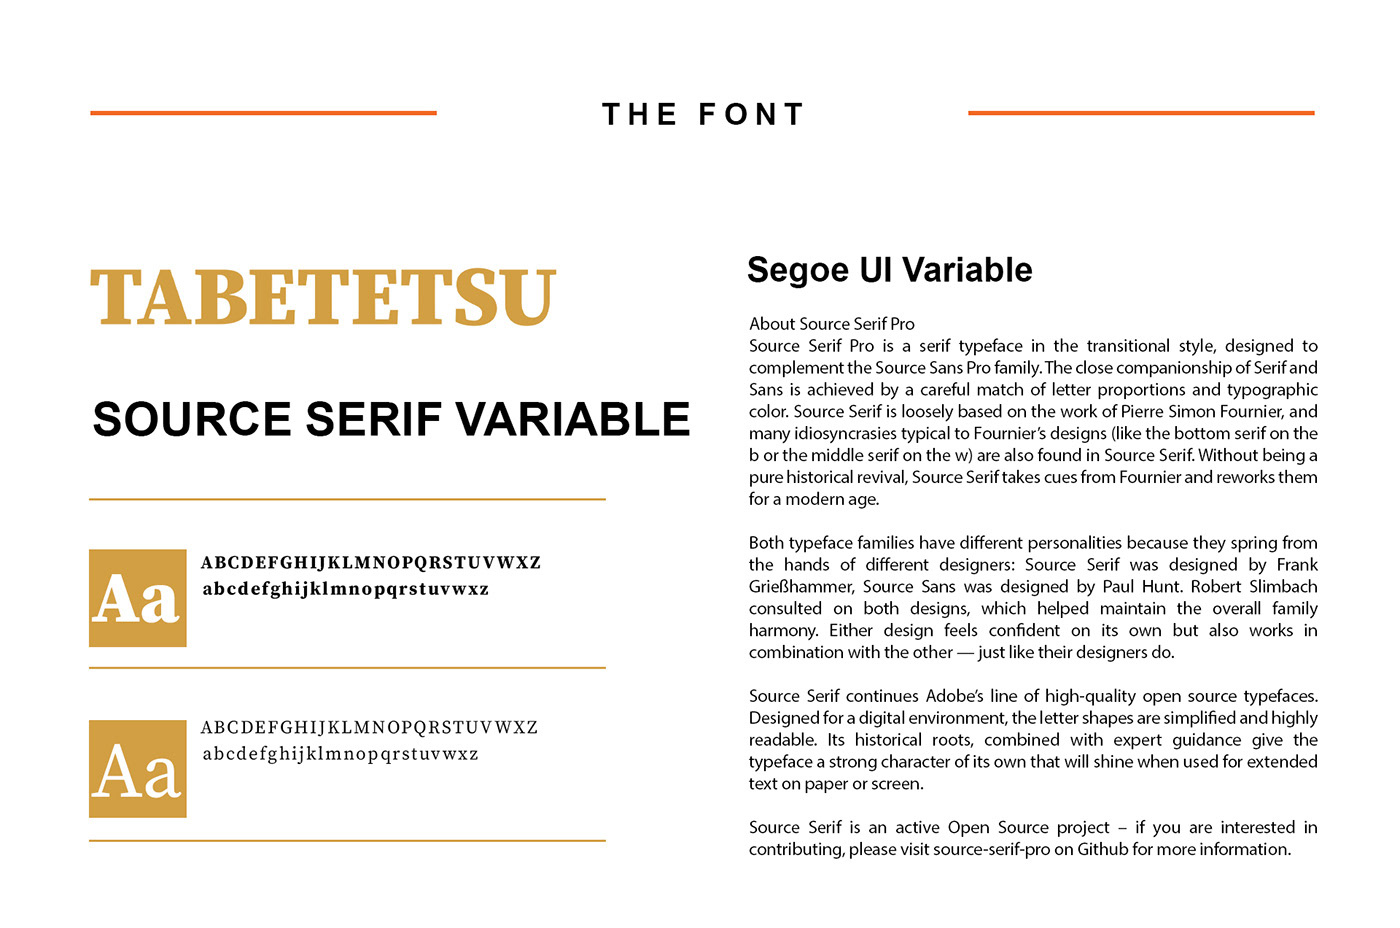 THE FONT
TABETETSU
SOURCE SERIF VARIABLE
Aa
ABCDEFGHIJKLMNOPQRSTUVWXZ
abcdefghijklmnopqrstuvwxz
Aa
ABCDEFGHIJKLMNOPQRSTUVWXZ
abcdefghijklmnopqrstuvwxz
Segoe UI Variable
About Source Serif Pro
Source Serif Pro is a serif typeface in the transitional style, designed to
complement the Source Sans Pro family. The close companionship of Serif and
Sans is achieved by a careful match of letter proportions and typographic
color. Source Serif is loosely based on the work of Pierre Simon Fournier, and
many idiosyncrasies typical to Fournier’s designs (like the bottom serif on the
b or the middle serif on the w) are also found in Source Serif. Without being a
pure historical revival, Source Serif takes cues from Fournier and reworks them
for a modern age.
Both typeface families have different personalities because they spring from
the hands of different designers: Source Serif was designed by Frank
Grießhammer, Source Sans was designed by Paul Hunt. Robert Slimbach
consulted on both designs, which helped maintain the overall family
harmony. Either design feels confident on its own but also works in
combination with the other — just like their designers do.
Source Serif continues Adobe’s line of high-quality open source typefaces.
Designed for a digital environment, the letter shapes are simplified and highly
readable. Its historical roots, combined with expert guidance give the
typeface a strong character of its own that will shine when used for extended
text on paper or screen.
Source Serif is an active Open Source project – if you are interested in
contributing, please visit source-serif-pro on Github for more information.